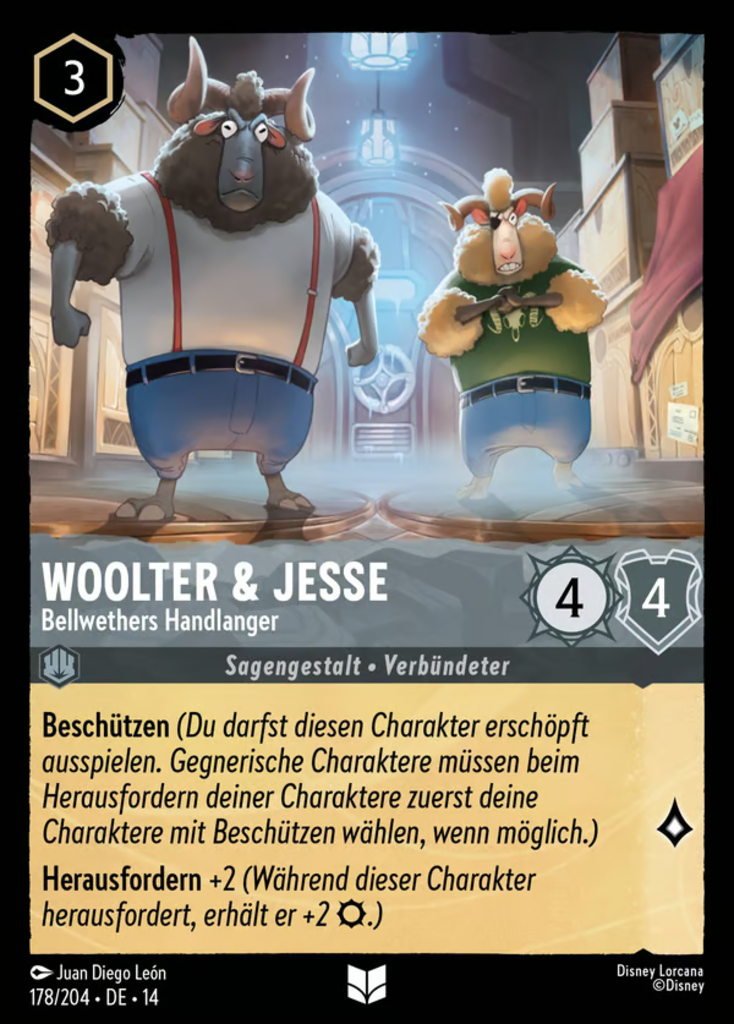 3
WOOLTER & JESSE
Bellwethers Handlanger
4
4
Sagengestalt • Verbündeter
Beschützen (Du darfst diesen Charakter erschöpft
ausspielen. Gegnerische Charaktere müssen beim
Herausfordern deiner Charaktere zuerst deine
Charaktere mit Beschützen wählen, wenn möglich.)
Herausfordern +2 (Während dieser Charakter
herausfordert, erhält er +2 .)
Juan Diego León
178/204 • DE • 14
Disney Lorcana
©Disney